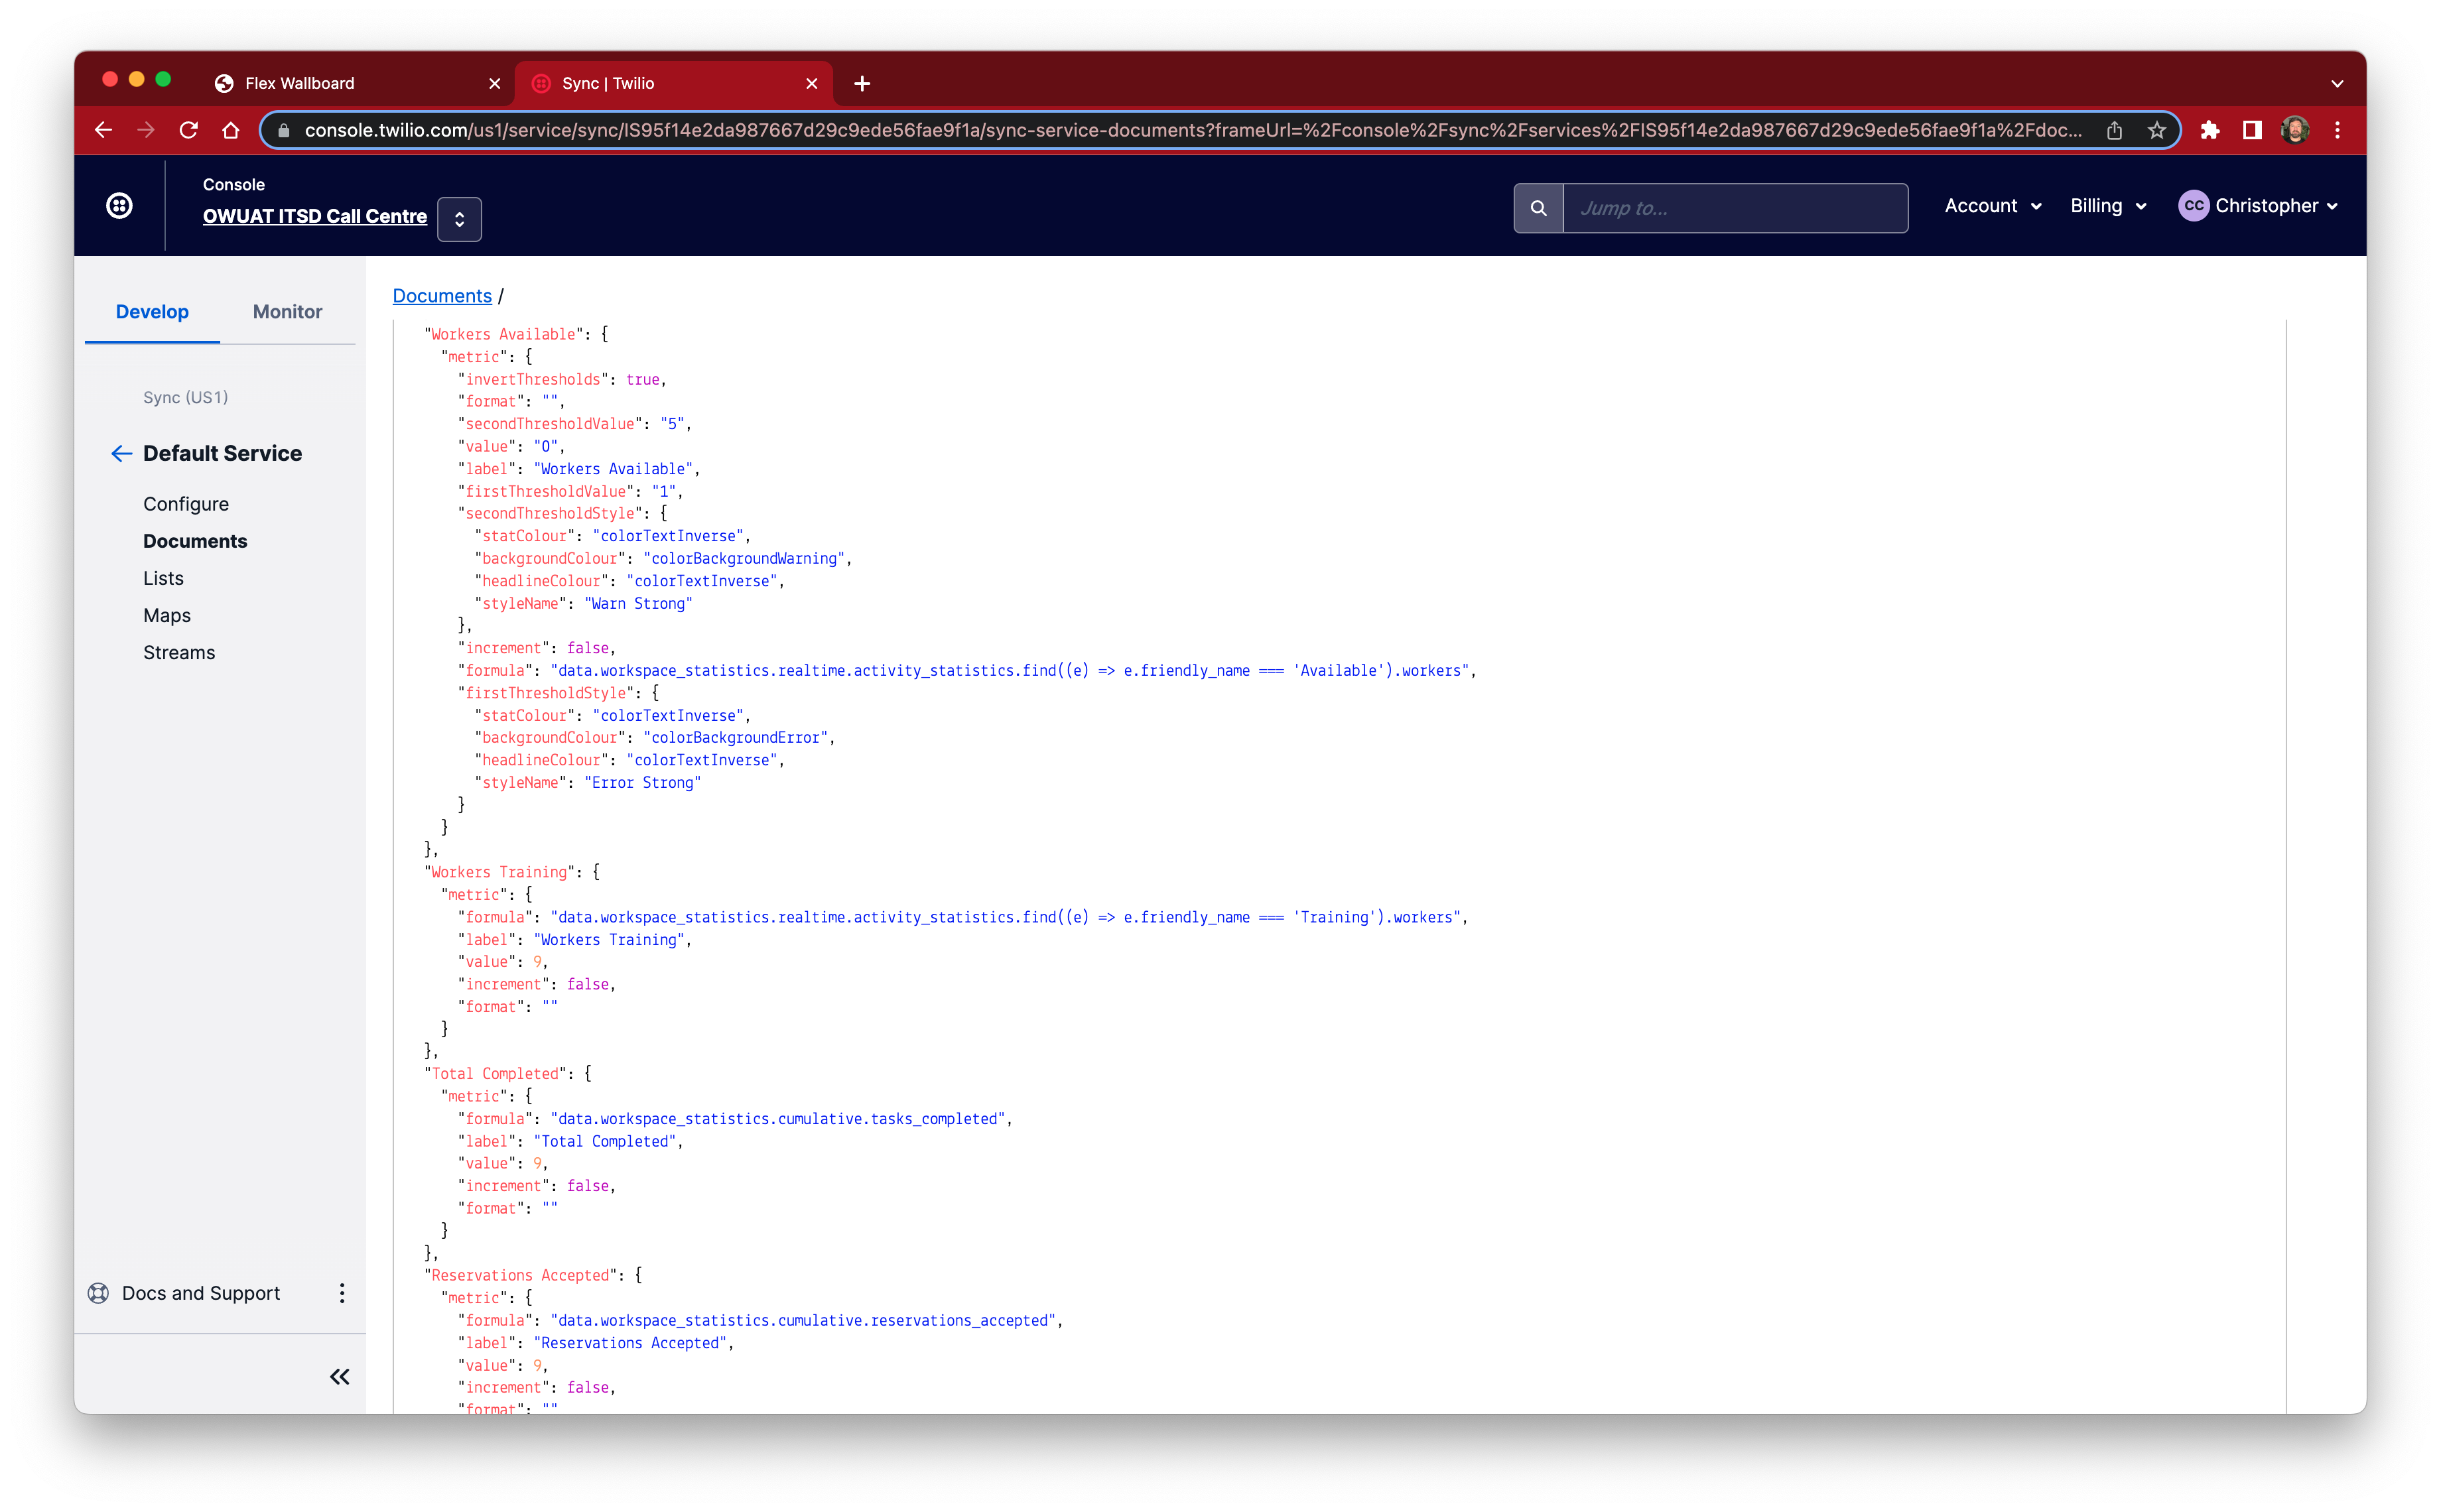 Flex Wallboard
Sync | Twilio
console.twilio.com/us1/service/sync/IS95f14e2da987667d29c9ede56fae9f1a/sync-service-documents?frameUrl=%2Fconsole%2Fsync%2Fservices%2FIS95f14e2da987667d29c9ede56fae9f1a%2Fdoc...
Console
OWUAT ITSD Call Centre
Jump to...
Account
Billing
CC Christopher
Develop
Monitor
Sync (US1)
Default Service
Configure
Documents
Lists
Maps
Streams
Docs and Support
Documents /
"Workers Available": {
"metric": {
"invertThresholds": true,
"format": "",
"secondThresholdValue": "5",
"value": "0",
"label": "Workers Available",
"firstThresholdValue": "1",
"secondThresholdStyle": {
"statColour": "colorTextInverse",
"backgroundColour": "colorBackgroundWarning",
"headlineColour": "colorTextInverse",
"styleName": "Warn Strong"
},
"increment": false,
"formula": "data.workspace_statistics.realtime.activity_statistics.find((e) => e.friendly_name === 'Available').workers",
"firstThresholdStyle": {
"statColour": "colorTextInverse",
"backgroundColour": "colorBackgroundError",
"headlineColour": "colorTextInverse",
"styleName": "Error Strong"
}
}
},
"Workers Training": {
"metric": {
"formula": "data.workspace_statistics.realtime.activity_statistics.find((e) => e.friendly_name === 'Training').workers",
"label": "Workers Training",
"value": 9,
"increment": false,
"format": ""
}
},
"Total Completed": {
"metric": {
"formula": "data.workspace_statistics.cumulative.tasks_completed",
"label": "Total Completed",
"value": 9,
"increment": false,
"format": ""
}
},
"Reservations Accepted": {
"metric": {
"formula": "data.workspace_statistics.cumulative.reservations_accepted",
"label": "Reservations Accepted",
"value": 9,
"increment": false,
"format": ""